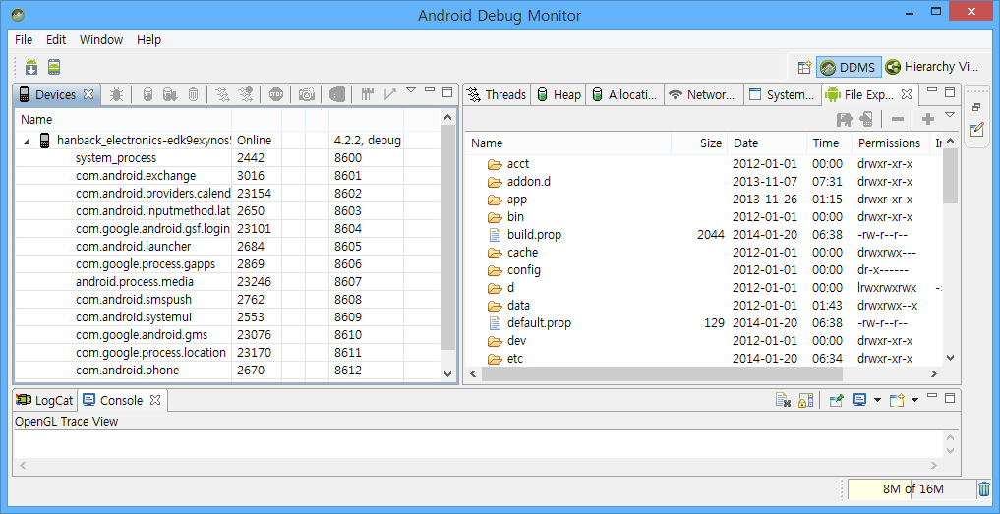 Android Debug Monitor
File Edit Window Help
DDMS Hierarchy Vi...
Devices
Threads Heap Allocati... Networ... System... File Exp...
Name
hanback_electronics-edk9exynos5 Online 4.2.2, debug
system_process 2442 8600
com.android.exchange 3016 8601
com.android.providers.calend 23154 8602
com.android.inputmethod.lat 2650 8603
com.google.android.gsf.login 23101 8604
com.android.launcher 2684 8605
com.google.process.gapps 2869 8606
android.process.media 23246 8607
com.android.smspush 2762 8608
com.android.systemui 2553 8609
com.google.android.gms 23076 8610
com.google.process.location 23170 8611
com.android.phone 2670 8612
Name Size Date Time Permissions In
acct 2012-01-01 00:00 drwxr-xr-x
addon.d 2013-11-07 07:31 drwxr-xr-x
app 2013-11-26 01:15 drwxr-xr-x
bin 2012-01-01 00:00 drwxr-xr-x
build.prop 2044 2014-01-20 06:38 -rw-r--r--
cache 2012-01-01 00:00 drwxrwx---
config 2012-01-01 00:00 dr-x------
d 2012-01-01 00:00 lrwxrwxrwx -:
data 2012-01-01 01:43 drwxrwx--x
default.prop 129 2014-01-20 06:38 -rw-r--r--
dev 2012-01-01 00:00 drwxr-xr-x
etc 2014-01-20 06:34 drwxr-xr-x
LogCat Console
OpenGL Trace View
8M of 16M